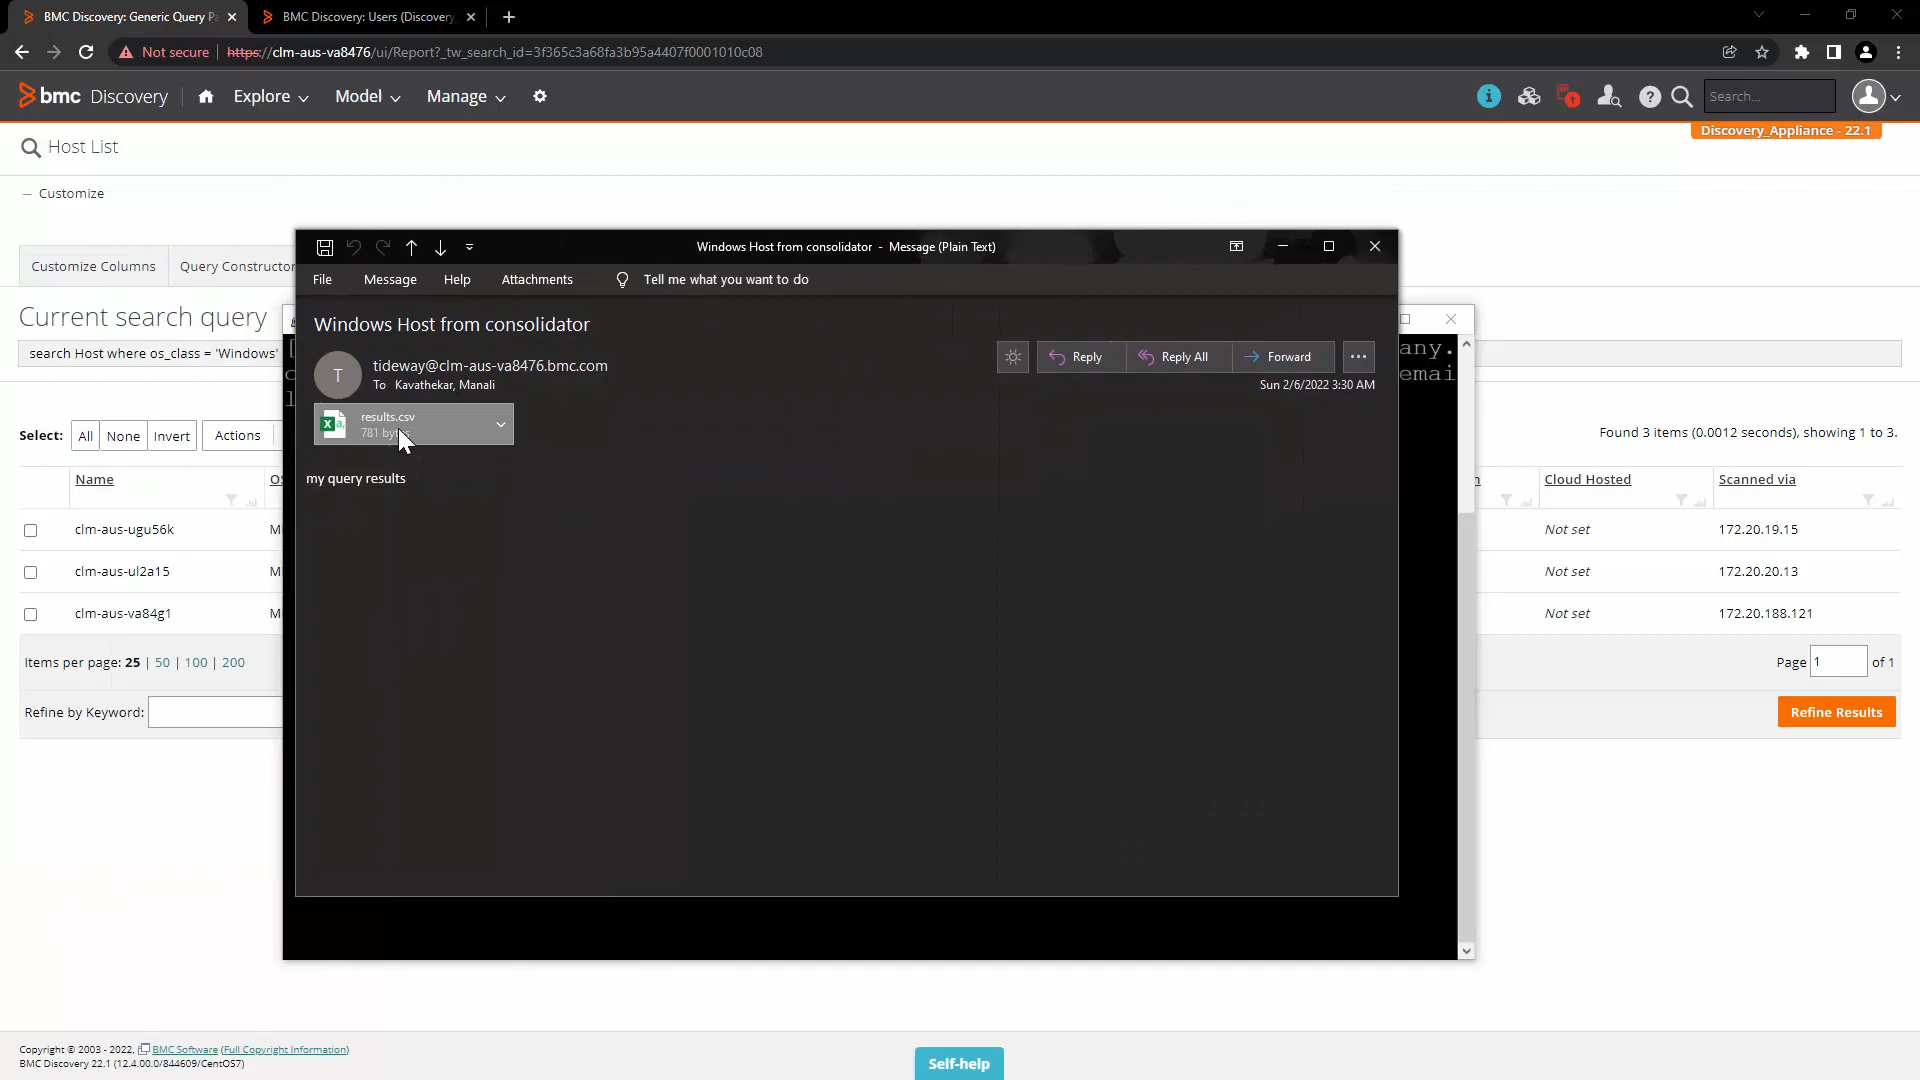 BMC Discovery: Generic Query Pa
BMC Discovery: Users (Discovery_
Not secure
https://clm-aus-va8476/ui/Report?_tw_search_id=3f365c3a68fa3b95a4407f0001010c08
bmc Discovery
Explore
Model
Manage
Search...
Discovery_Appliance - 22.1
Host List
Customize
Customize Columns
Query Constructor
Windows Host from consolidator - Message (Plain Text)
File
Message
Help
Attachments
Tell me what you want to do
Current search query
search Host where os_class = 'Windows'
any.
emai
Windows Host from consolidator
T
tideway@clm-aus-va8476.bmc.com
To Kavathekar, Manali
Reply
Reply All
Forward
Sun 2/6/2022 3:30 AM
results.csv
781 bytes
my query results
Select:
All
None
Invert
Actions
Found 3 items (0.0012 seconds), showing 1 to 3.
Name
Cloud Hosted
Scanned via
clm-aus-ugu56k
Not set
172.20.19.15
clm-aus-ul2a15
Not set
172.20.20.13
clm-aus-va84g1
Not set
172.20.188.121
Items per page: 25 | 50 | 100 | 200
Page 1 of 1
Refine by Keyword:
Refine Results
Copyright © 2003 - 2022, BMC Software (Full Copyright Information)
BMC Discovery 22.1 (12.4.00.0/844609/CentOS7)
Self-help